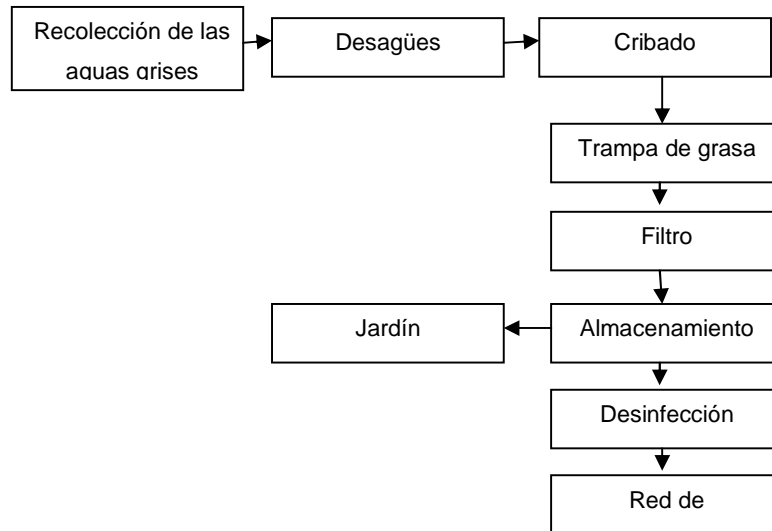 Recolección de las
aguas grises
Desagües
Cribado
Trampa de grasa
Filtro
Jardín
Almacenamiento
Desinfección
Red de